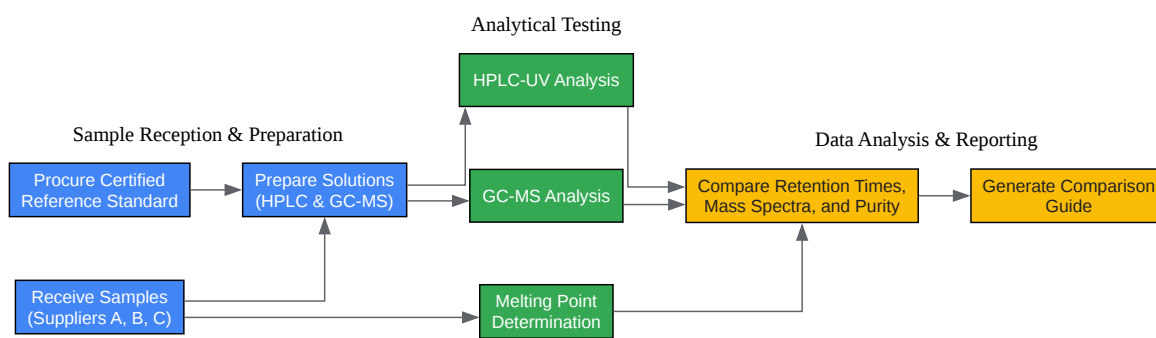 Analytical Testing
HPLC-UV Analysis
Sample Reception & Preparation
Data Analysis & Reporting
Procure Certified
Reference Standard
Prepare Solutions
(HPLC & GC-MS)
GC-MS Analysis
Compare Retention Times,
Mass Spectra, and Purity
Generate Comparison
Guide
Receive Samples
(Suppliers A, B, C)
Melting Point
Determination